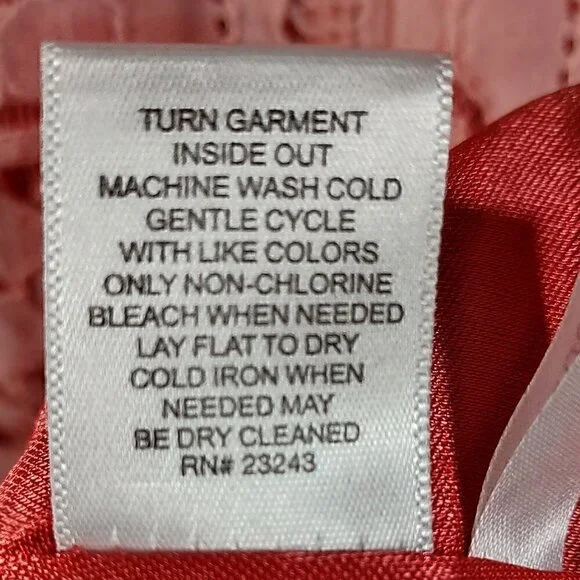 TURN GARMENT
INSIDE OUT
MACHINE WASH COLD
GENTLE CYCLE
WITH LIKE COLORS
ONLY NON-CHLORINE
BLEACH WHEN NEEDED
LAY FLAT TO DRY
COLD IRON WHEN
NEEDED MAY
BE DRY CLEANED
RN# 23243